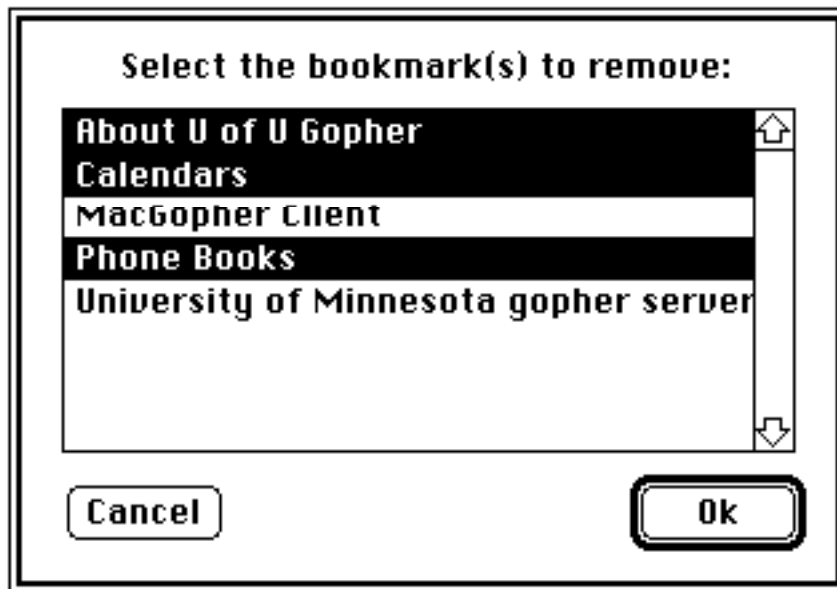 Select the bookmark(s) to remove:
About U of U Gopher
Calendars
MacGopher Client
Phone Books
University of Minnesota gopher server
Cancel
Ok